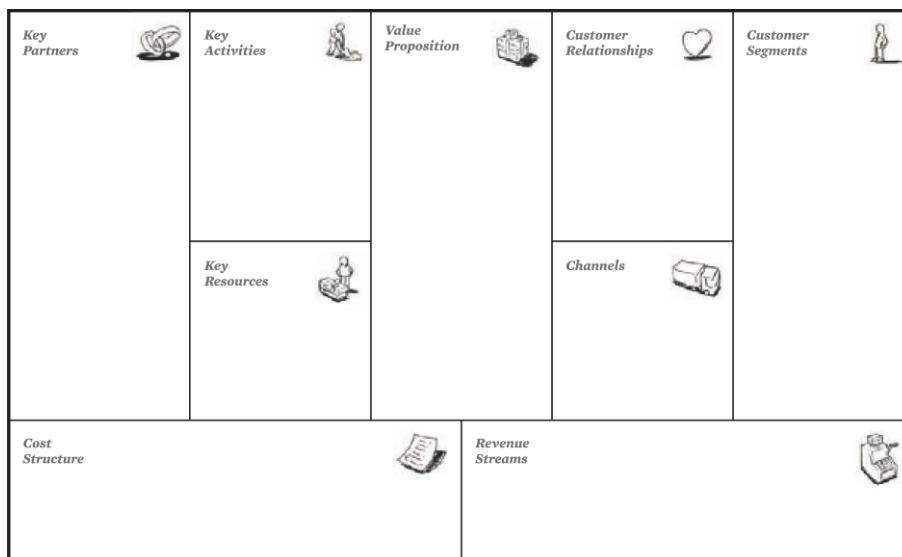 Key
Partners
Key
Activities
Value
Proposition
Customer
Relationships
Customer
Segments
Key
Resources
Channels
Cost
Structure
Revenue
Streams